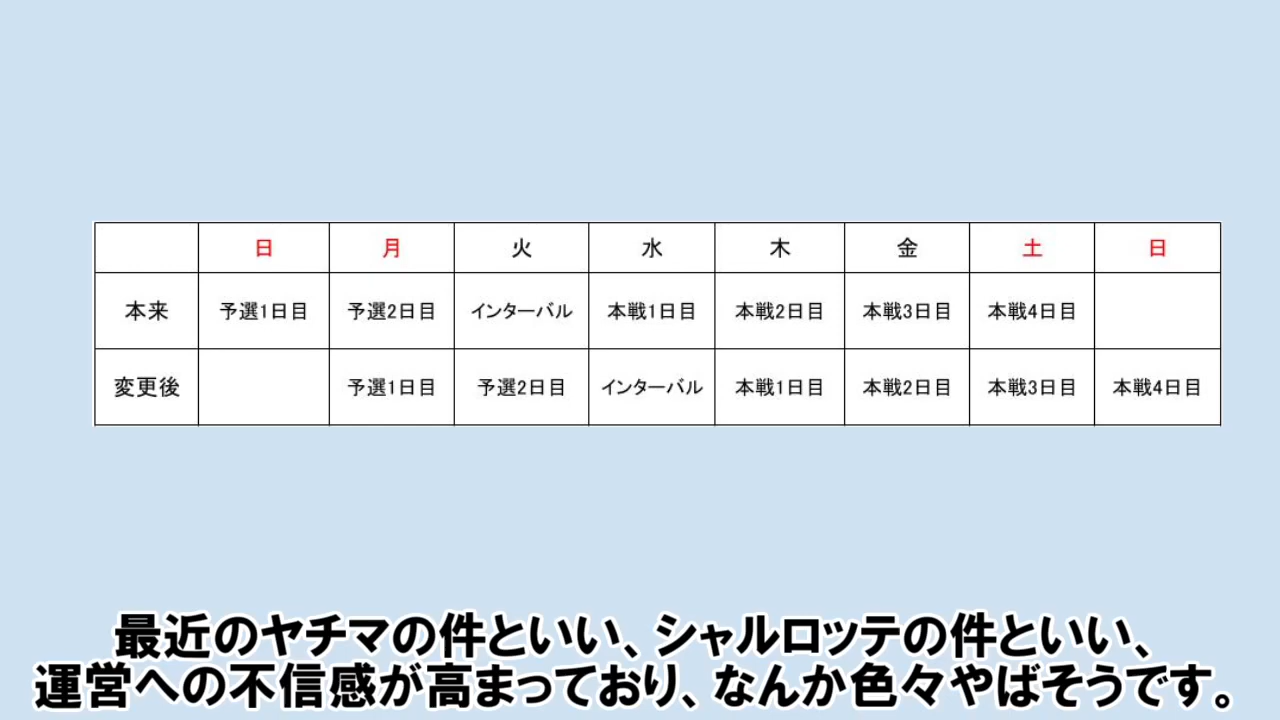 日 月 火 水 木 金 土 日
本来 予選1日目 予選2日目 インターバル 本戦1日目 本戦2日目 本戦3日目 本戦4日目
変更後 予選1日目 予選2日目 インターバル 本戦1日目 本戦2日目 本戦3日目 本戦4日目
最近のヤチマの件といい、シャルロッテの件といい、
運営への不信感が高まっており、なんか色々やばそうです。